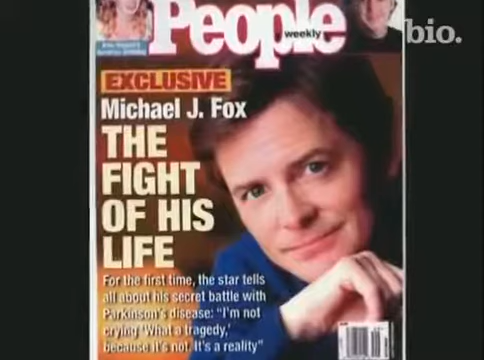 People
weekly
bio.
EXCLUSIVE
Michael J. Fox
THE
FIGHT
OF HIS
LIFE
For the first time, the star tells
all about his secret battle with
Parkinson's disease: "I'm not
crying 'What a tragedy,'
because it's not. It's a reality"